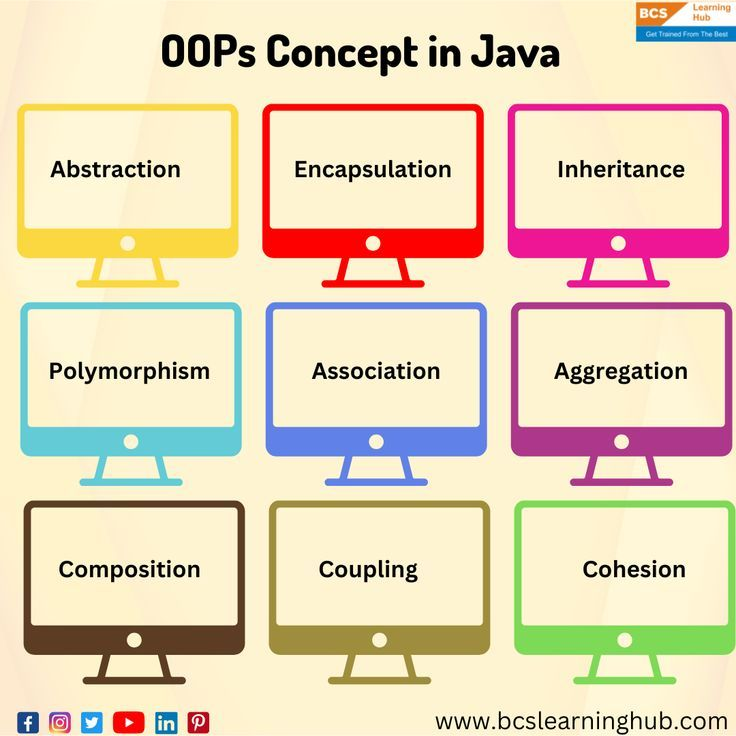 BCS Learning
Hub
Get Trained From The Best
OOPs Concept in Java
Abstraction Encapsulation Inheritance
Polymorphism Association Aggregation
Composition Coupling Cohesion
www.bcslearninghub.com